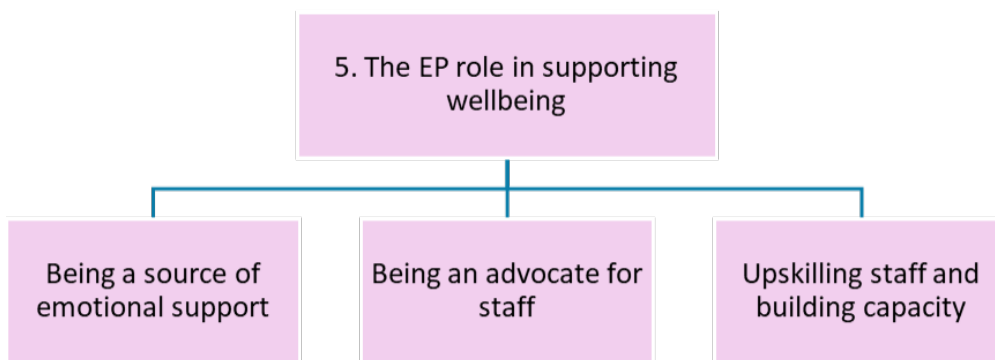 5. The EP role in supporting
wellbeing
Being a source of
emotional support
Being an advocate for
staff
Upskilling staff and
building capacity